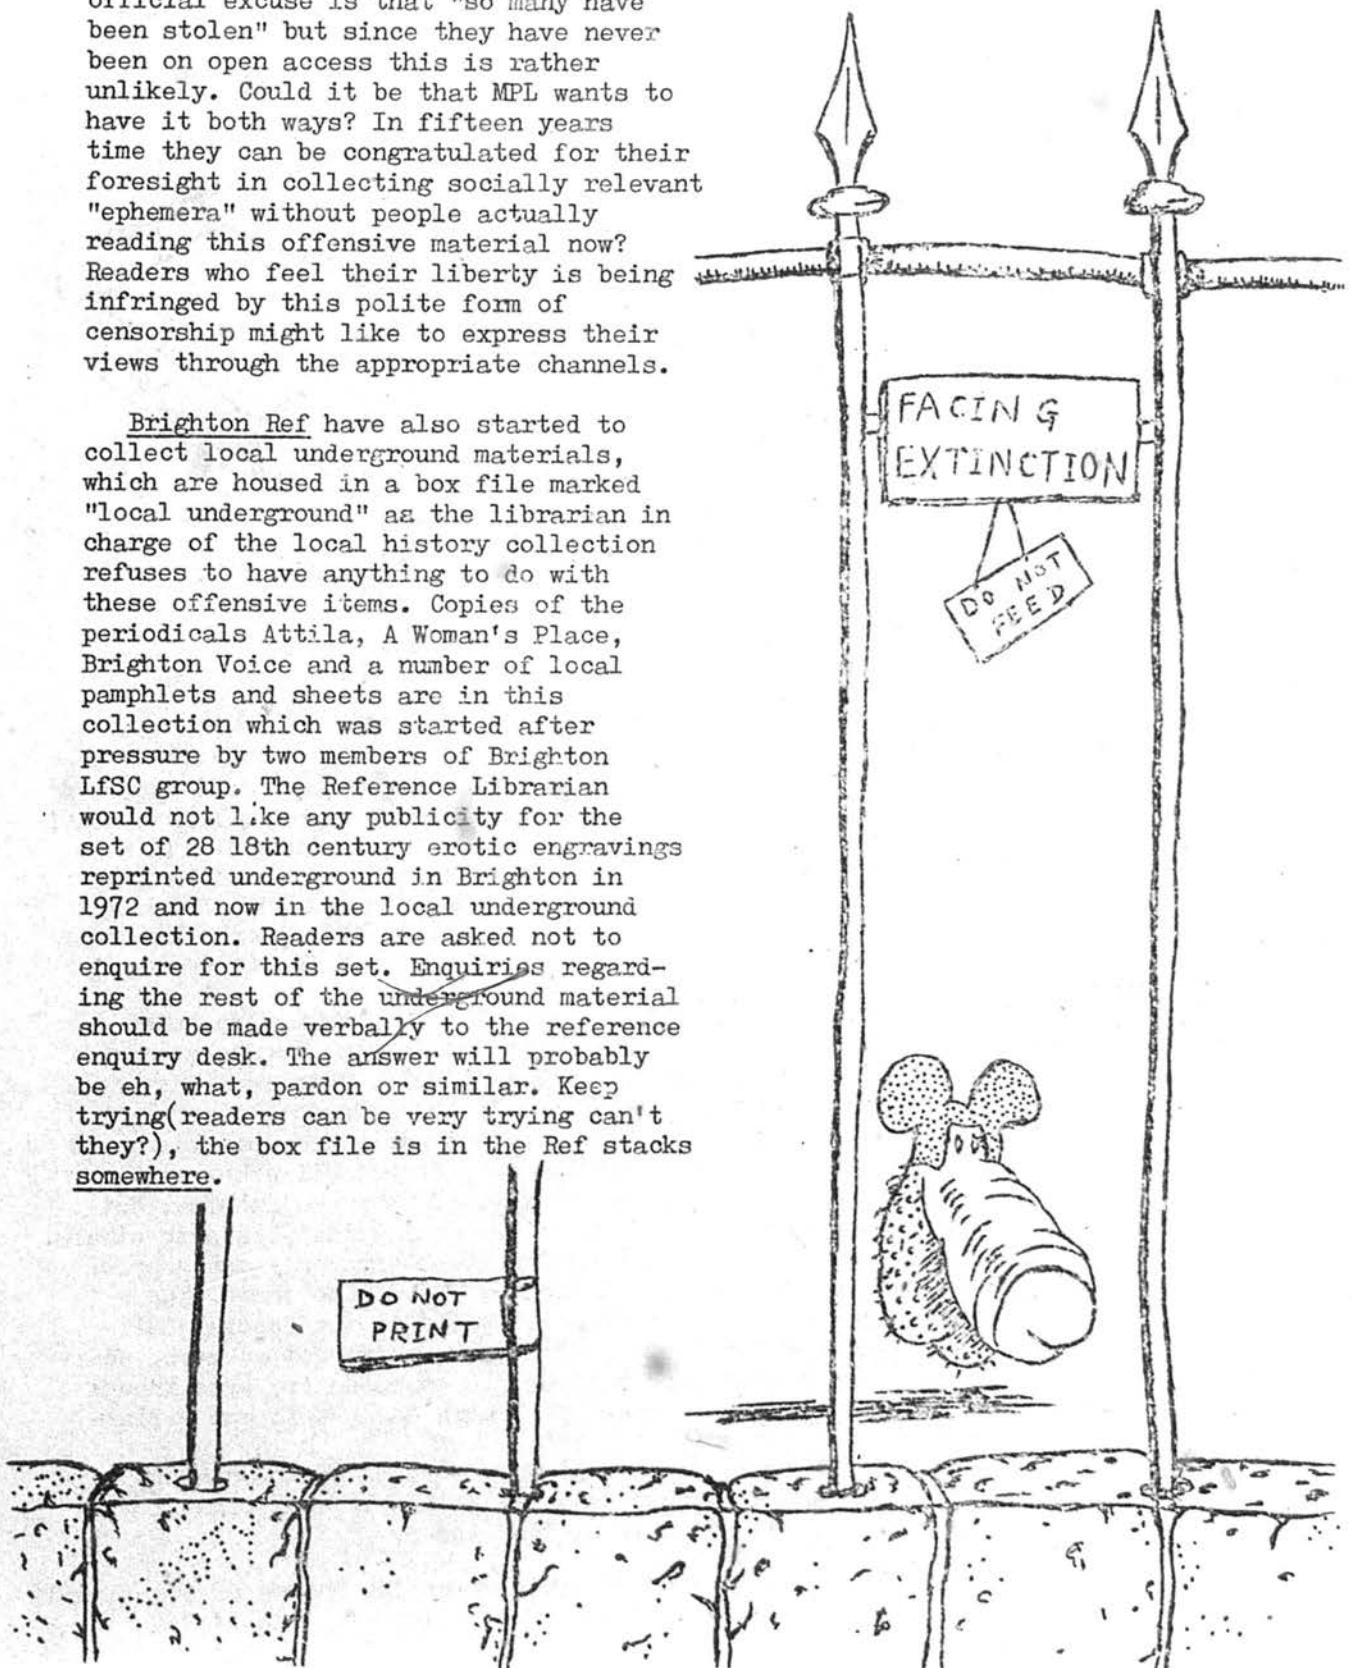 official excuse is that "so many have
been stolen" but since they have never
been on open access this is rather
unlikely. Could it be that MPL wants to
have it both ways? In fifteen years
time they can be congratulated for their
foresight in collecting socially relevant
"ephemera" without people actually
reading this offensive material now?
Readers who feel their liberty is being
infringed by this polite form of
censorship might like to express their
views through the appropriate channels.
Brighton Ref have also started to
collect local underground materials,
which are housed in a box file marked
"local underground" as the librarian in
charge of the local history collection
refuses to have anything to do with
these offensive items. Copies of the
periodicals Attila, A Woman's Place,
Brighton Voice and a number of local
pamphlets and sheets are in this
collection which was started after
pressure by two members of Brighton
LfSC group. The Reference Librarian
would not like any publicity for the
set of 28 18th century erotic engravings
reprinted underground in Brighton in
1972 and now in the local underground
collection. Readers are asked not to
enquire for this set. Enquiries regard-
ing the rest of the underground material
should be made verbally to the reference
enquiry desk. The answer will probably
be eh, what, pardon or similar. Keep
trying(readers can be very trying can't
they?), the box file is in the Ref stacks
somewhere.
FACING
EXTINCTION
DO NOT
FEED
DO NOT
PRINT